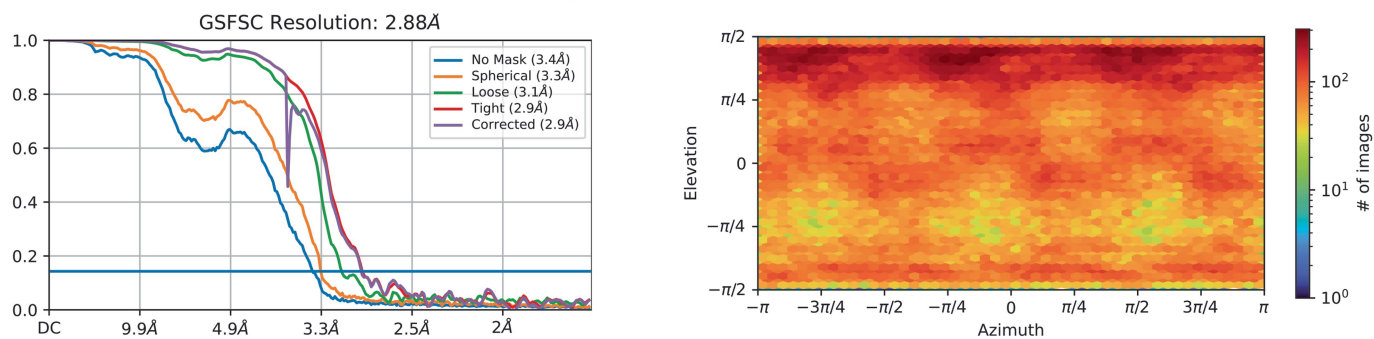 GSFSC Resolution: 2.88Å
1.0
0.8
0.6
0.4
0.2
0.0
No Mask (3.4Å)
Spherical (3.3Å)
Loose (3.1Å)
Tight (2.9Å)
Corrected (2.9Å)
DC 9.9Å 4.9Å 3.3Å 2.5Å 2Å
Elevation
π/2
π/4
0
−π/4
−π/2
−π −3π/4 −π/2 −π/4 0 π/4 π/2 3π/4 π
Azimuth
10²
10¹
10⁰
# of images